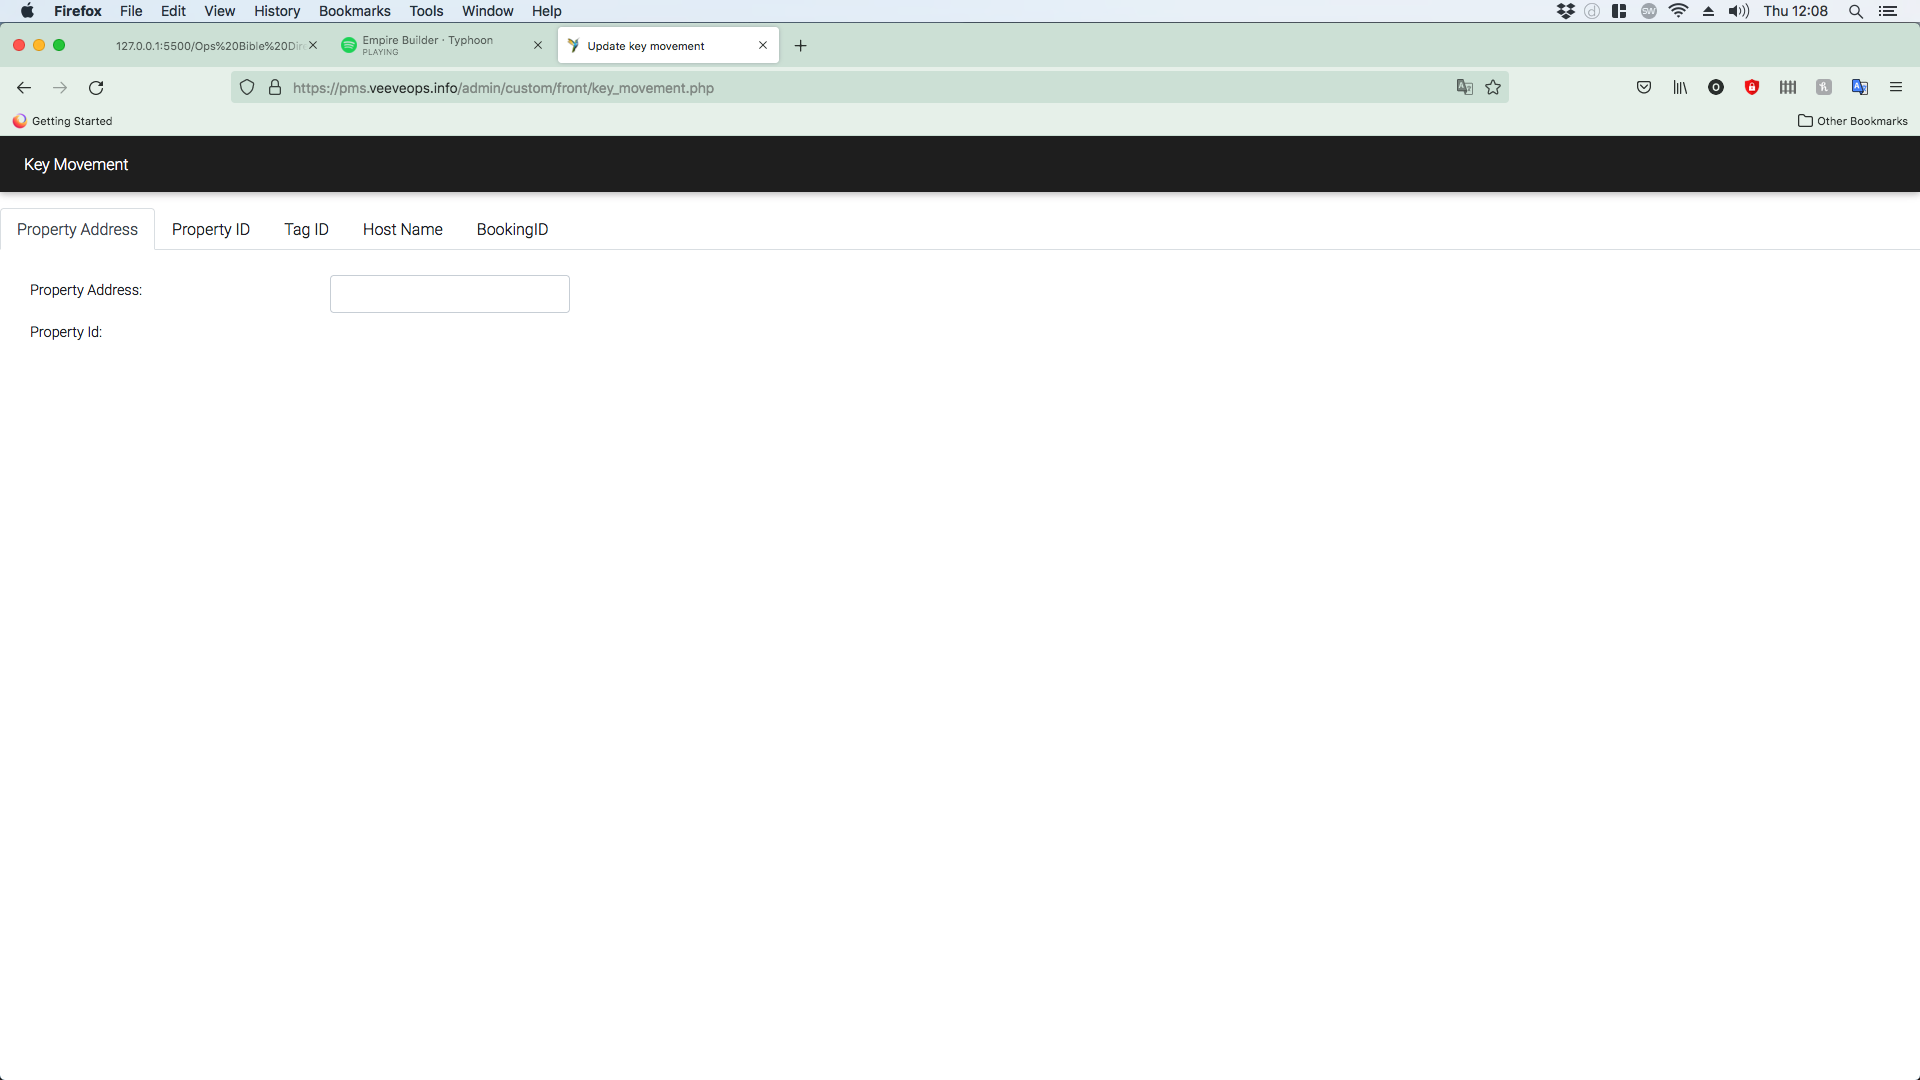 Firefox File Edit View History Bookmarks Tools Window Help Thu 12:08
127.0.0.1:5500/Ops%20Bible%20Dir
Empire Builder · Typhoon
PLAYING
Update key movement
https://pms.veeveops.info/admin/custom/front/key_movement.php
Getting Started Other Bookmarks
Key Movement
Property Address Property ID Tag ID Host Name BookingID
Property Address:
Property Id: